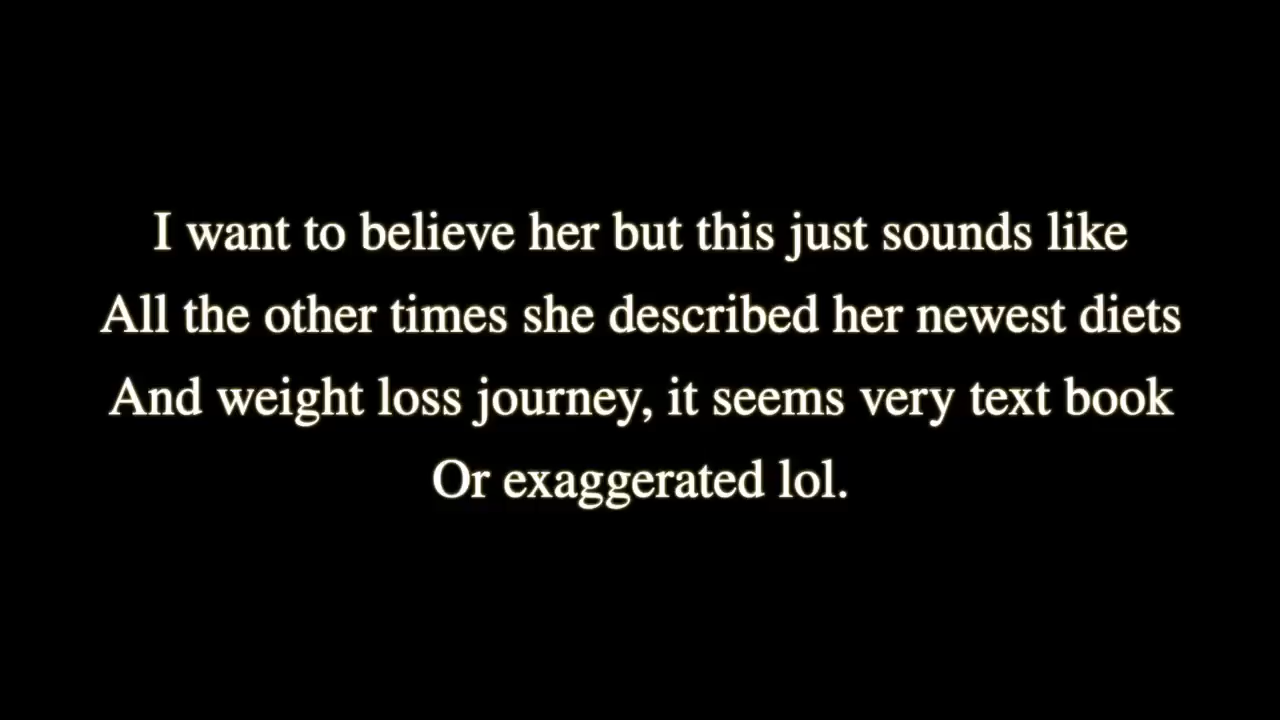 I want to believe her but this just sounds like
All the other times she described her newest diets
And weight loss journey, it seems very text book
Or exaggerated lol.